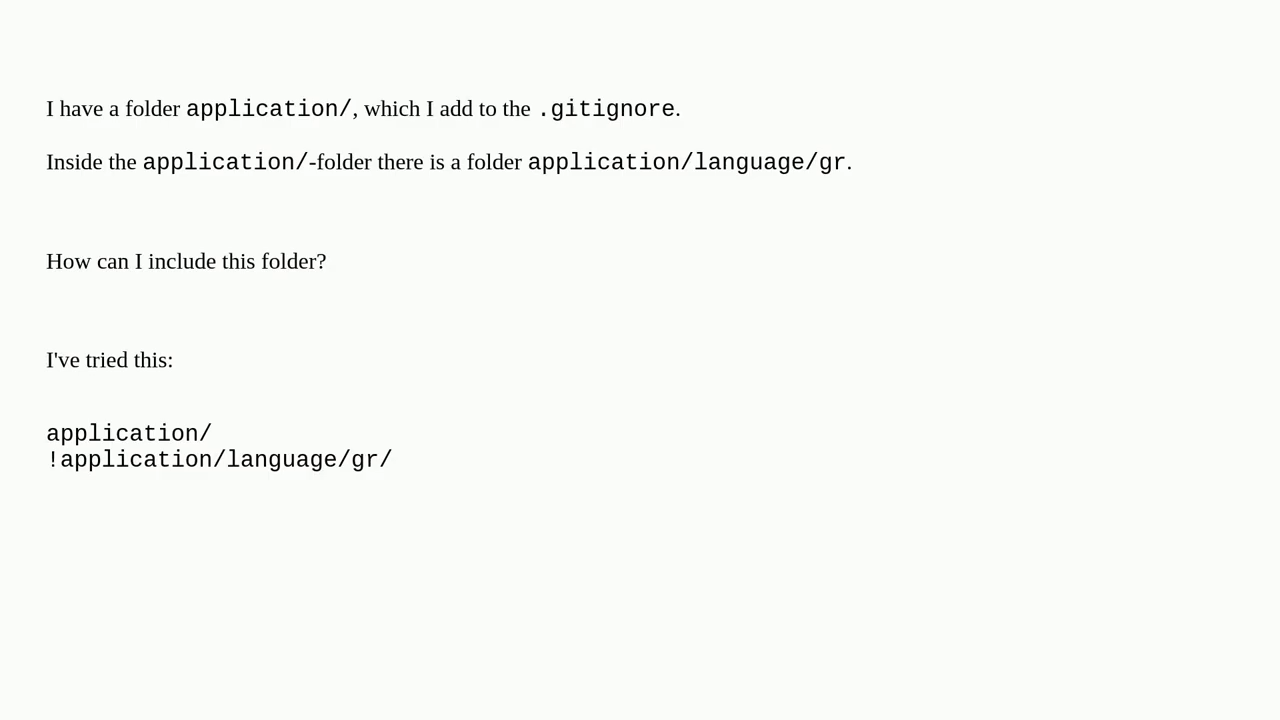 I have a folder application/, which I add to the .gitignore.
Inside the application/-folder there is a folder application/language/gr.
How can I include this folder?
I've tried this:
application/
!application/language/gr/